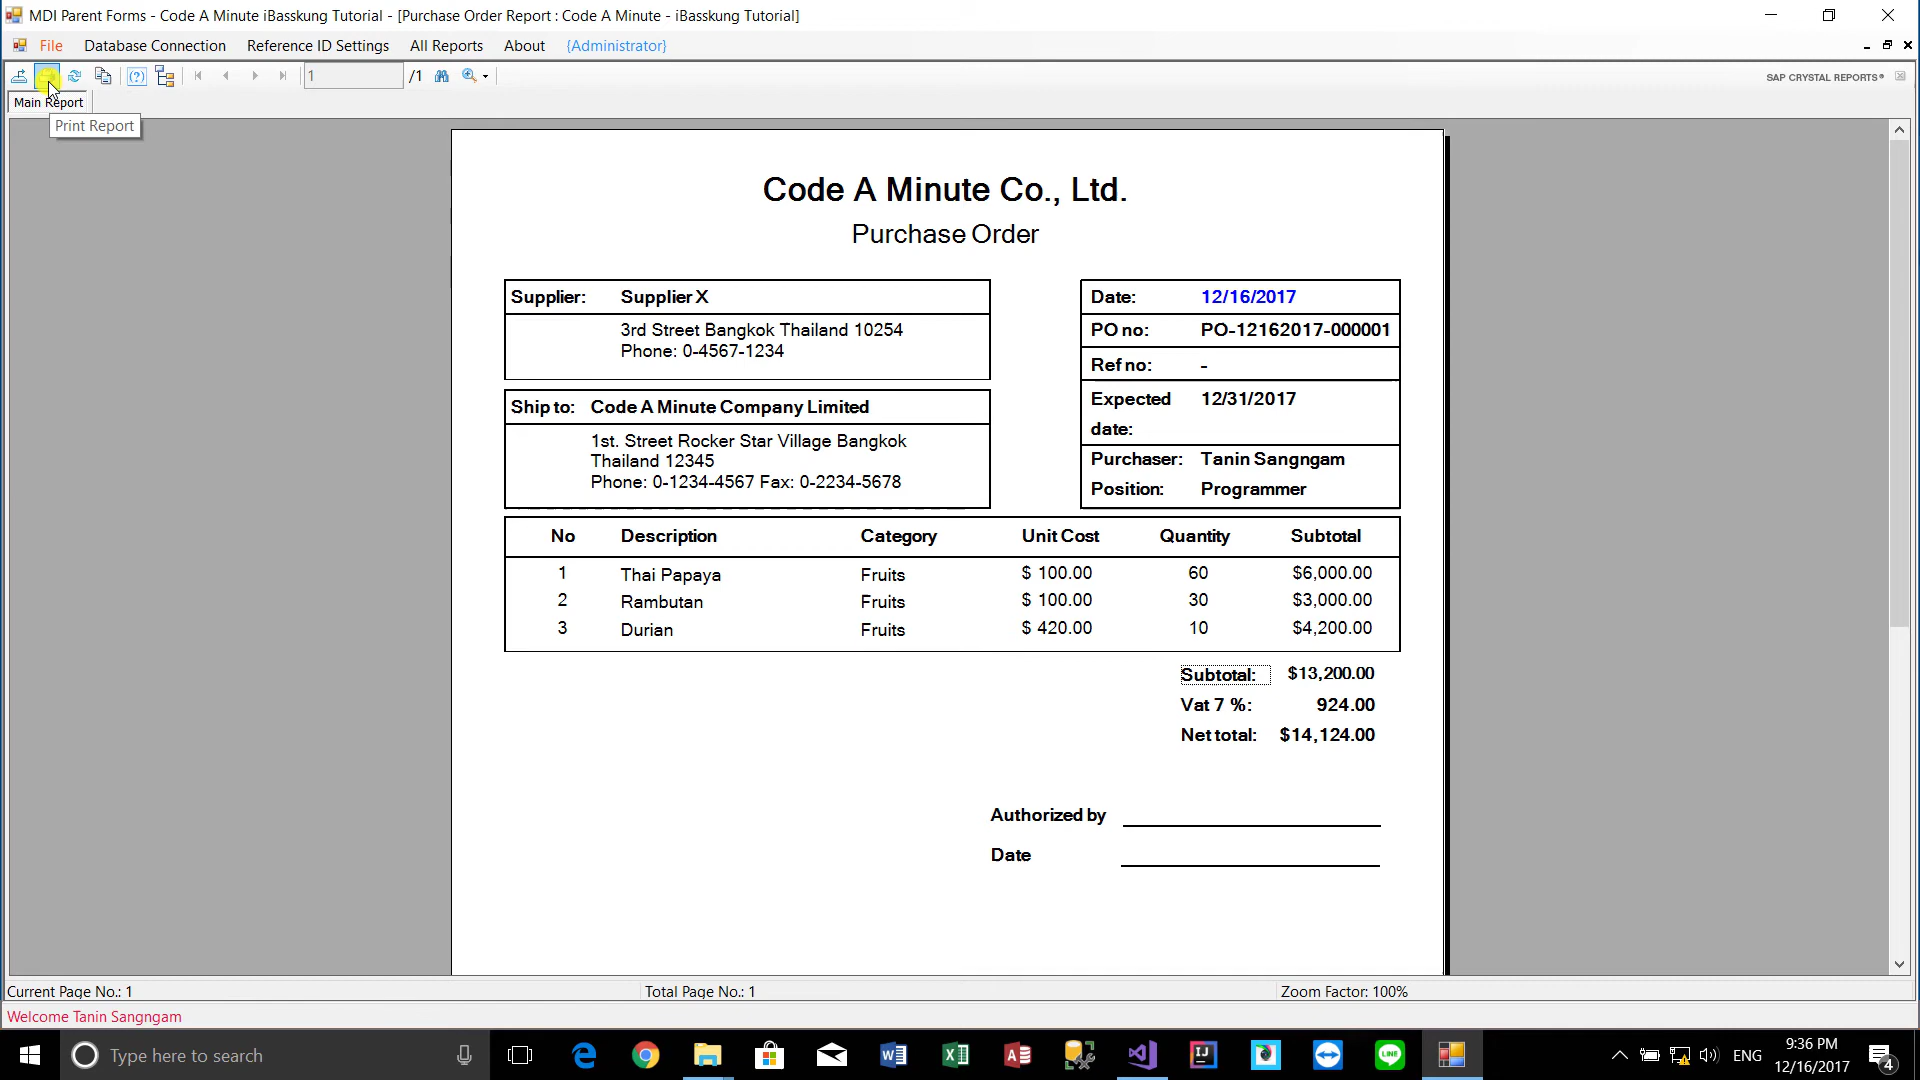 MDI Parent Forms - Code A Minute iBasskung Tutorial - [Purchase Order Report : Code A Minute - iBasskung Tutorial]
File Database Connection Reference ID Settings All Reports About {Administrator}
1 /1 SAP CRYSTAL REPORTS®
Main Report
Print Report
Code A Minute Co., Ltd.
Purchase Order
Supplier: Supplier X
3rd Street Bangkok Thailand 10254
Phone: 0-4567-1234
Ship to: Code A Minute Company Limited
1st. Street Rocker Star Village Bangkok
Thailand 12345
Phone: 0-1234-4567 Fax: 0-2234-5678
Date: 12/16/2017
PO no: PO-12162017-000001
Ref no: -
Expected 12/31/2017
date:
Purchaser: Tanin Sangngam
Position: Programmer
No Description Category Unit Cost Quantity Subtotal
1 Thai Papaya Fruits $ 100.00 60 $6,000.00
2 Rambutan Fruits $ 100.00 30 $3,000.00
3 Durian Fruits $ 420.00 10 $4,200.00
Subtotal: $13,200.00
Vat 7 %: 924.00
Net total: $14,124.00
Authorized by
Date
Current Page No.: 1 Total Page No.: 1 Zoom Factor: 100%
Welcome Tanin Sangngam
Type here to search
ENG
9:36 PM
12/16/2017
4